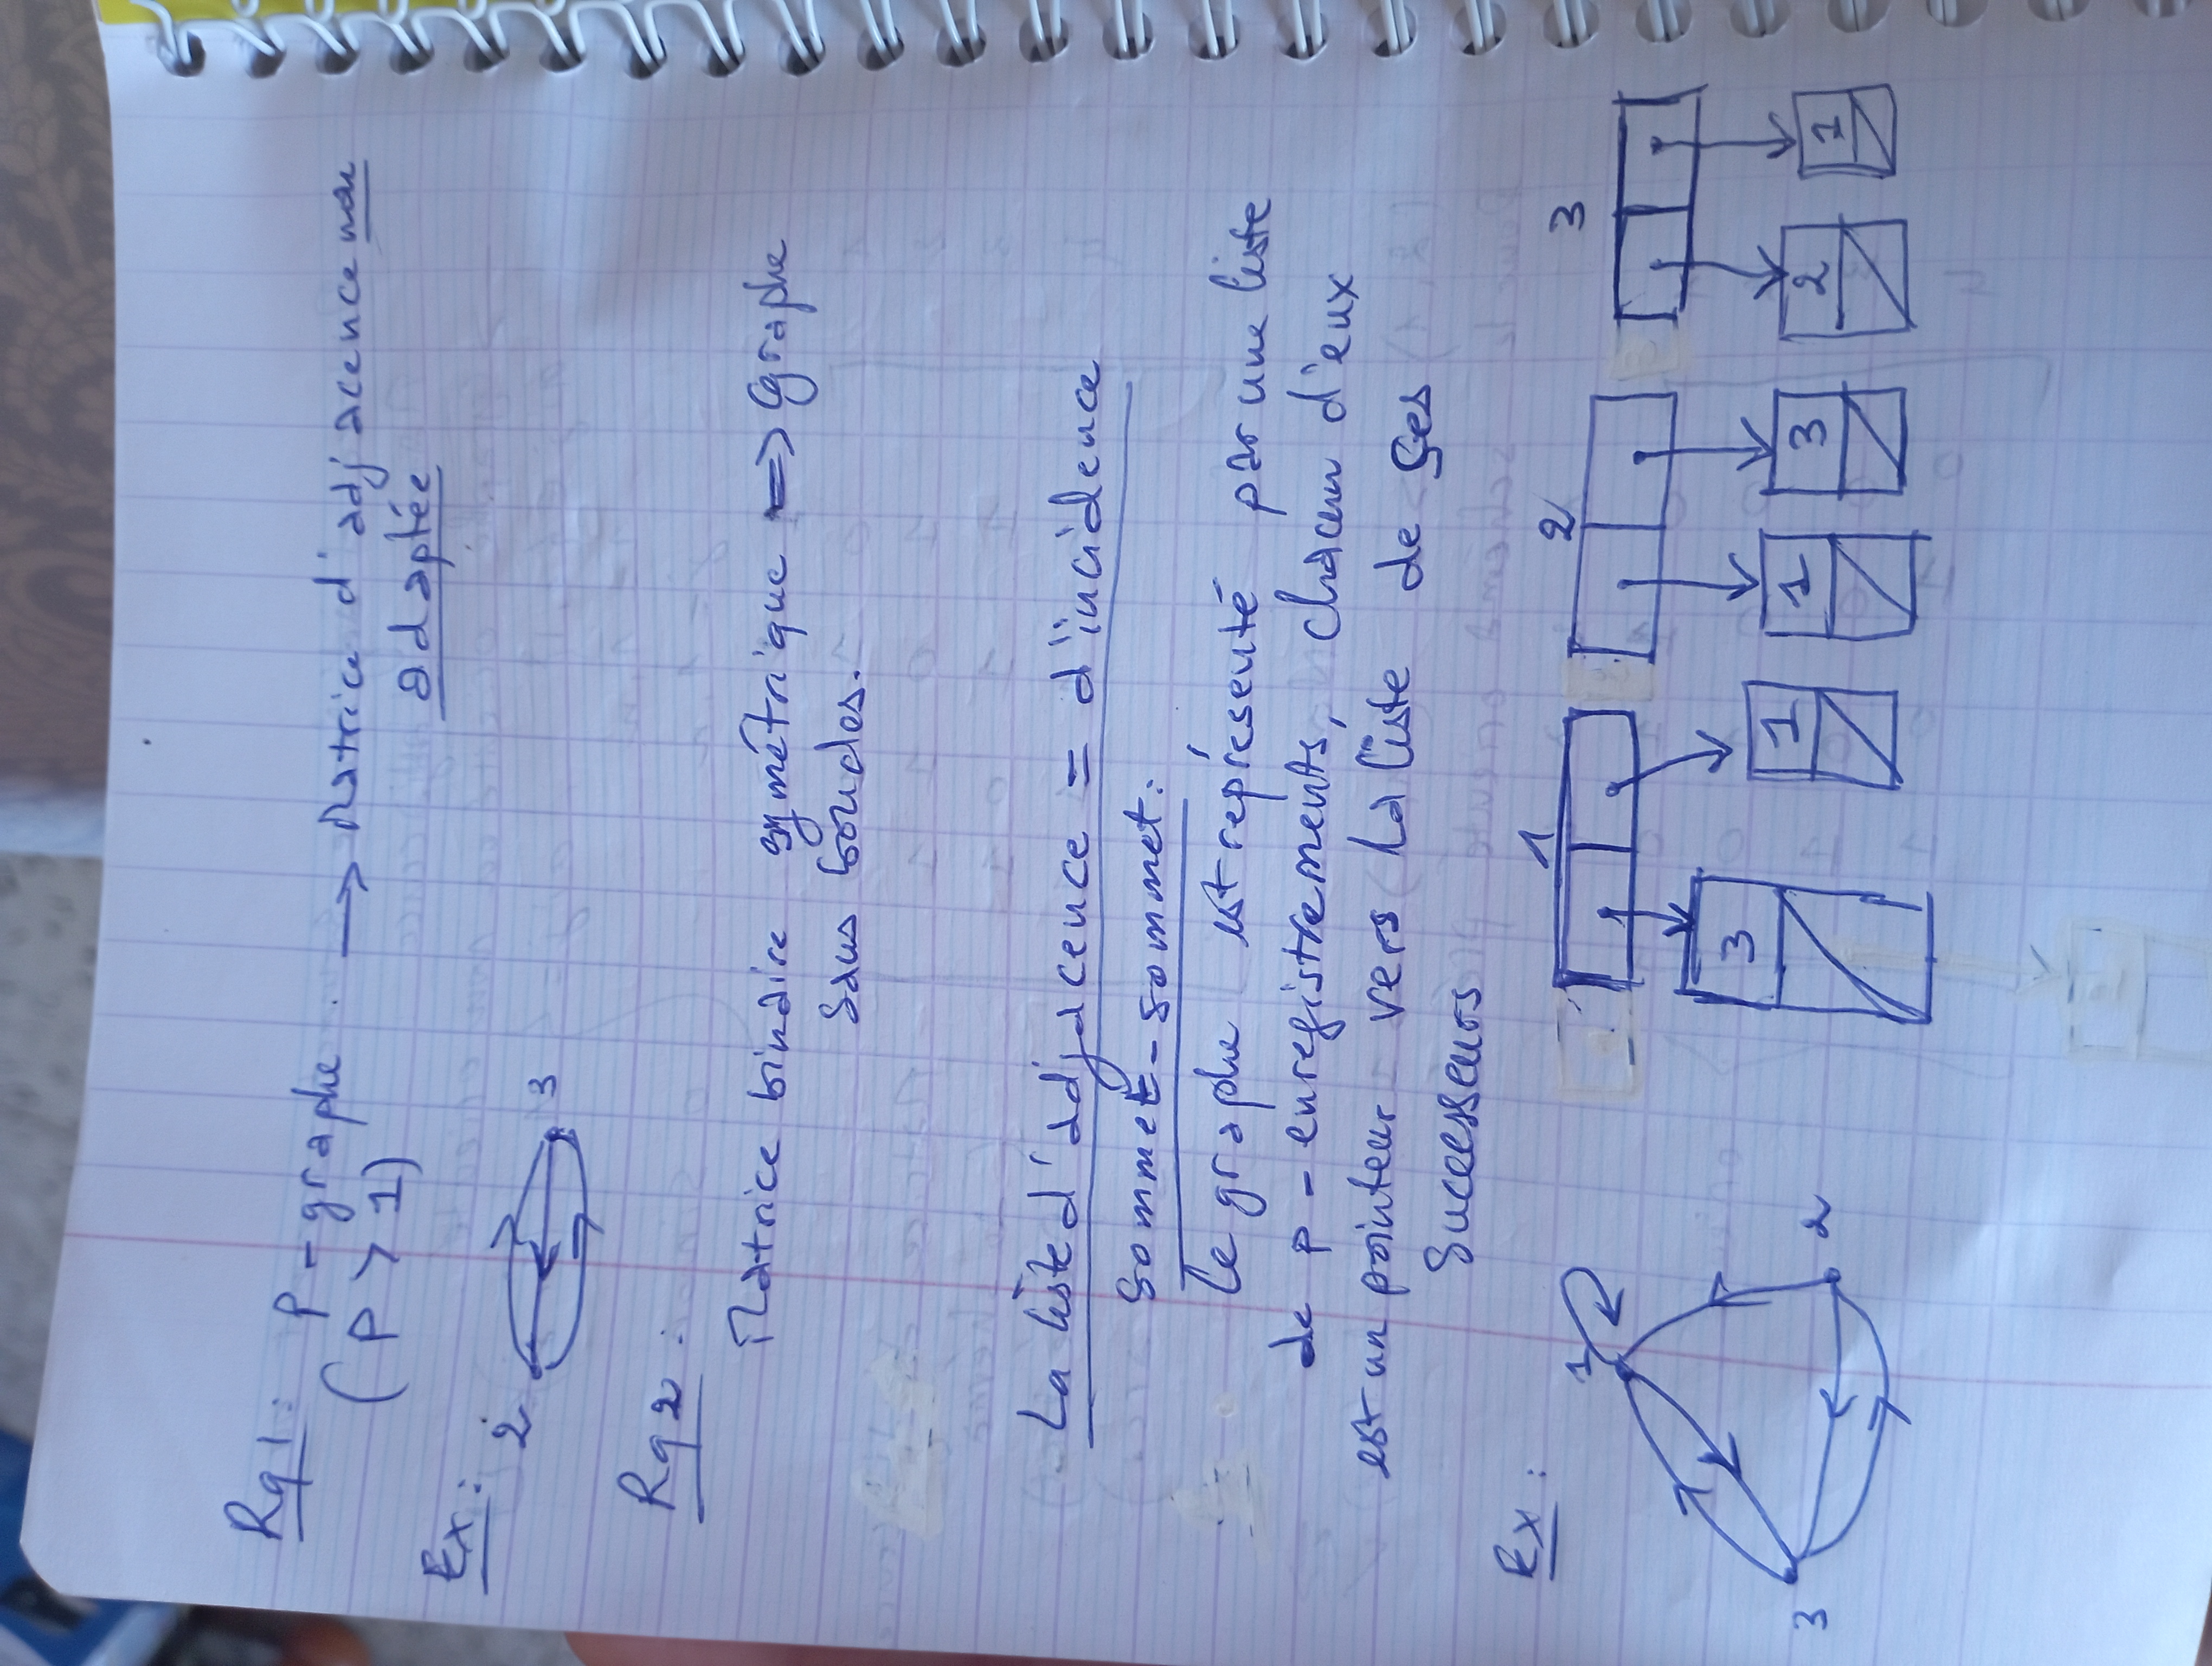 Rq1: p-graphe → Matrice d'adjacence non
(p > 1) adaptée
Ex: 2 3
Rq2:
Matrice binaire symétrique ⟹ Graphe
sans boucles.
La liste d'adjacence = d'incidence
sommet-sommet:
Le graphe est représenté par une liste
de p-enregistrements, chacun d'eux
est un pointeur vers la liste de ses
successeurs
Ex:
1 1 2 3
3 2
3 1 1 3 2 1